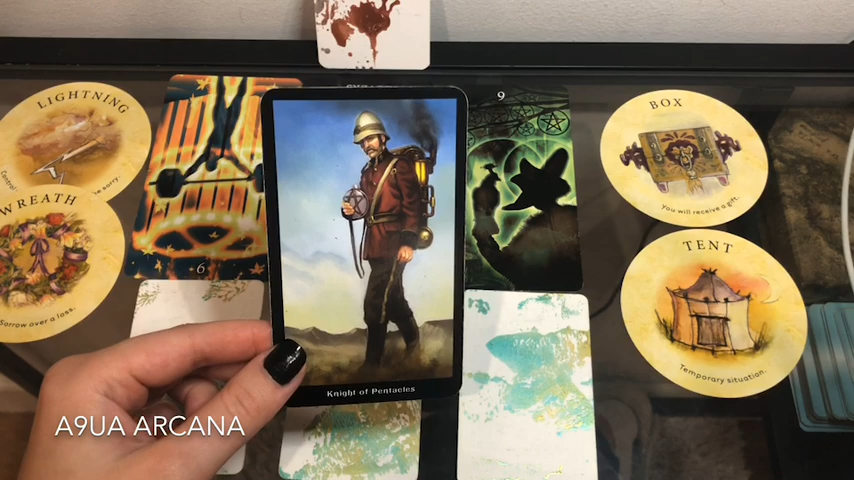 LIGHTNING
WREATH
Sorrow over a loss.
6
9
Knight of Pentacles
BOX
You will receive a gift.
TENT
Temporary situation.
A9UA ARCANA